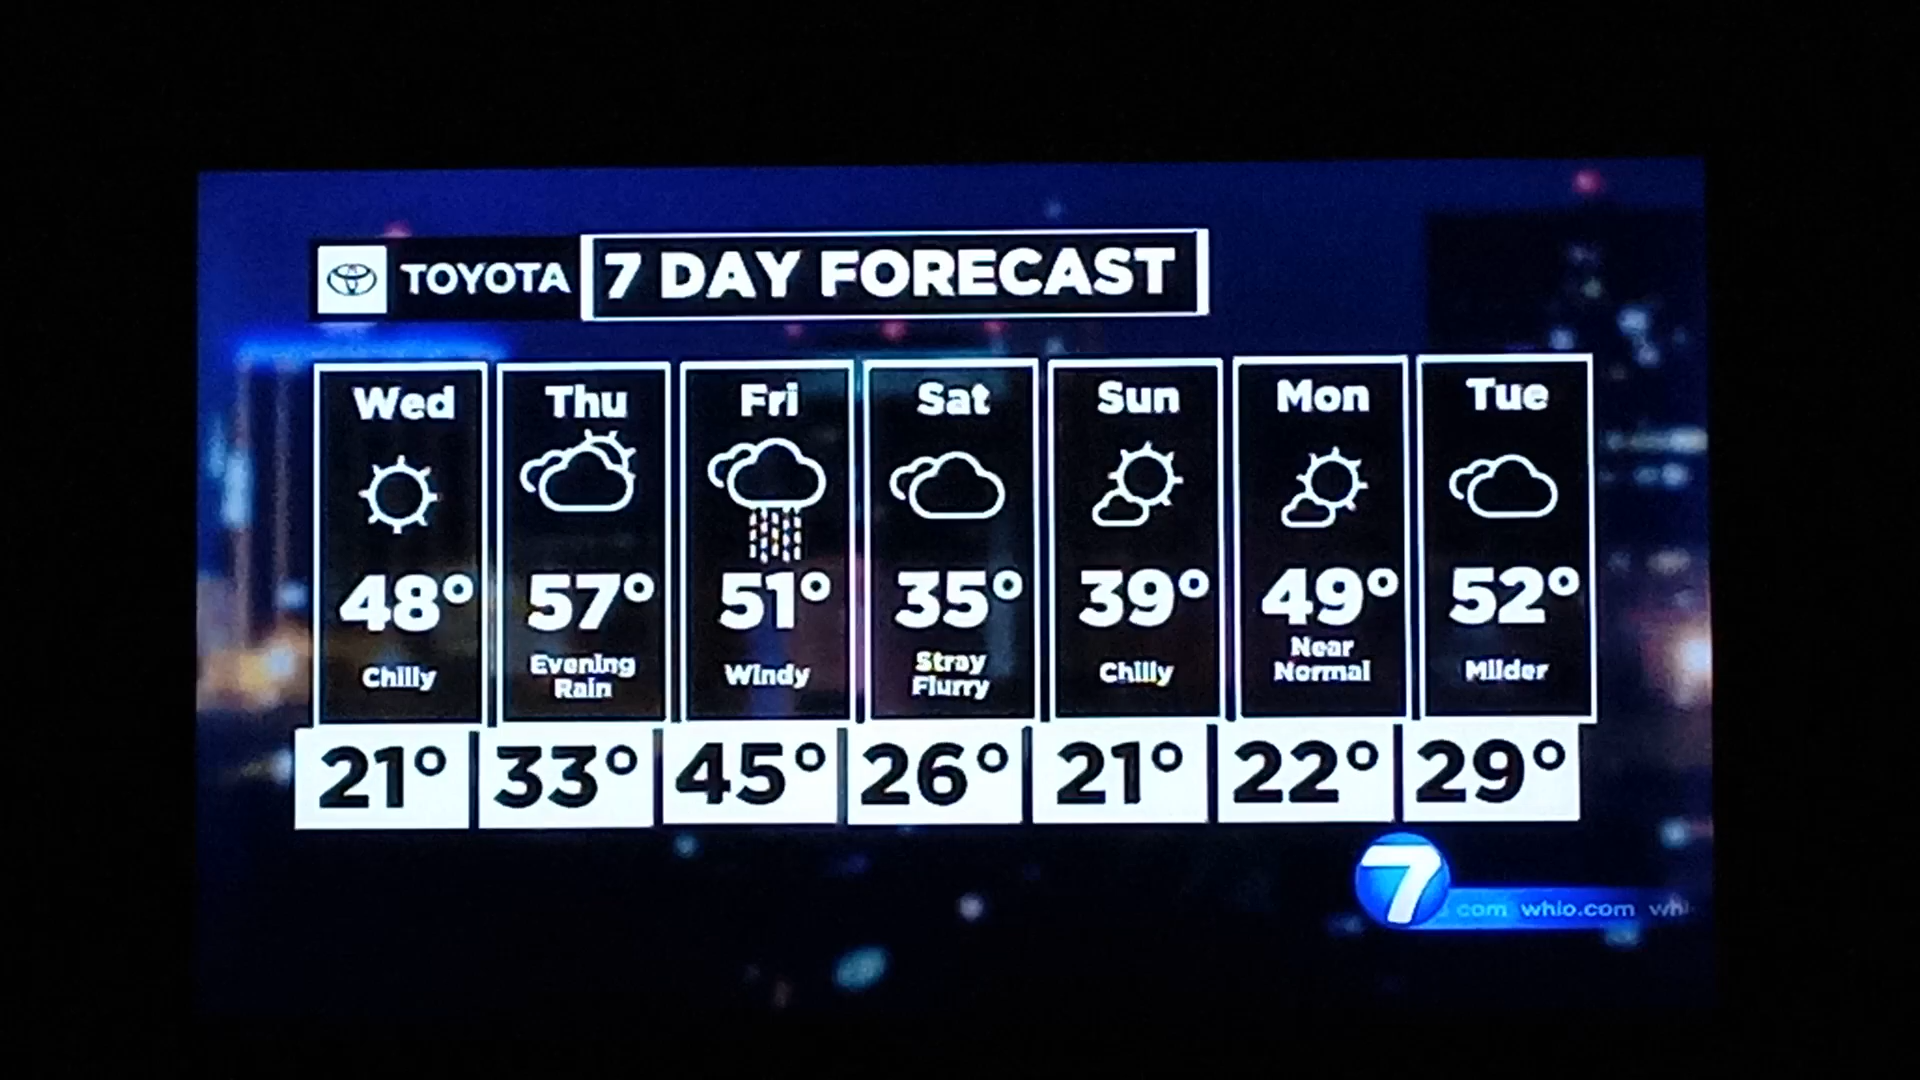 TOYOTA 7 DAY FORECAST
Wed Thu Fri Sat Sun Mon Tue
48° 57° 51° 35° 39° 49° 52°
Chilly Evening Rain Windy Stray Flurry Chilly Near Normal Milder
21° 33° 45° 26° 21° 22° 29°
7
com whio.com whi